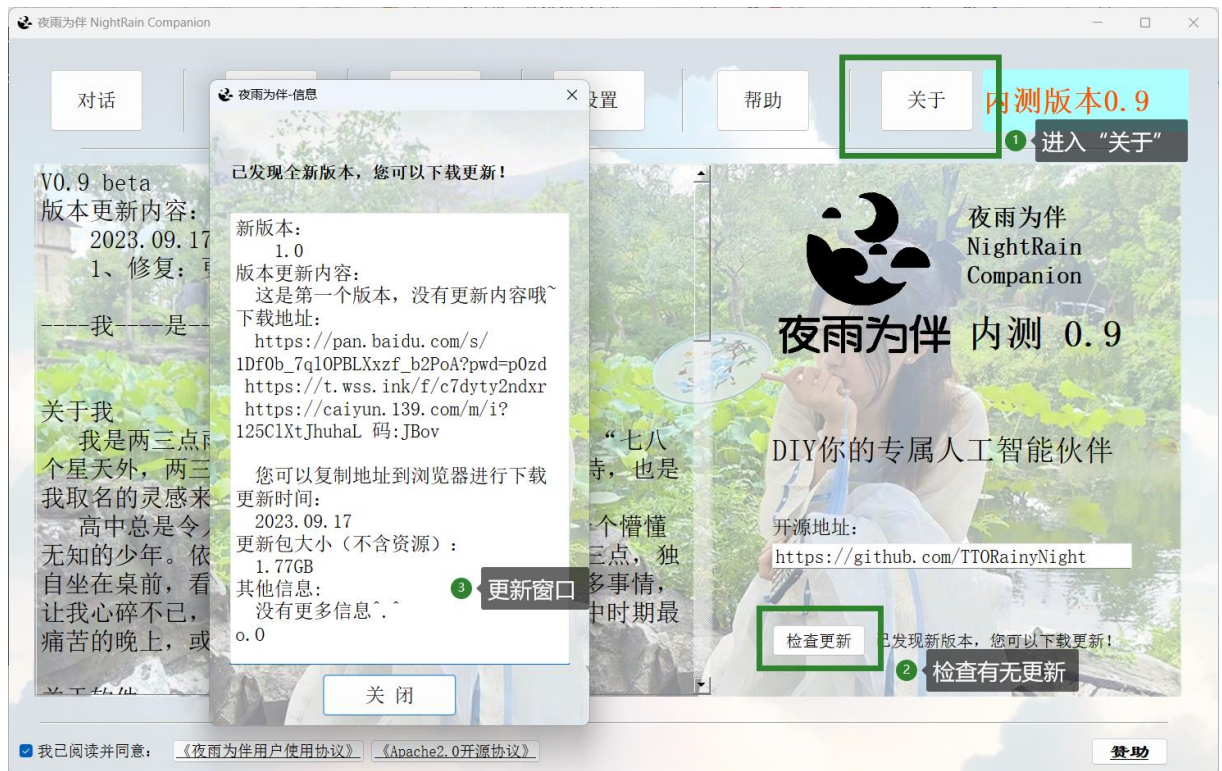 夜雨为伴 NightRain Companion
对话
设置
帮助
关于
内测版本0.9
1 进入“关于”
夜雨为伴-信息
已发现全新版本，您可以下载更新！
新版本：
1.0
版本更新内容：
这是第一个版本，没有更新内容哦~
下载地址：
https://pan.baidu.com/s/
1Df0b_7qlOPBLXxzf_b2PoA?pwd=p0zd
https://t.wss.ink/f/c7dyty2ndxr
https://caiyun.139.com/m/i?
125ClXtJhuhaL 码:JBov
您可以复制地址到浏览器进行下载
更新时间：
2023.09.17
更新包大小（不含资源）：
1.77GB
其他信息：
没有更多信息^.^
o.0
关 闭
3 更新窗口
V0.9 beta
版本更新内容：
2023.09.17
1、修复：
----我----是--
关于我
我是两三点 “七八
个星天外，两三 诗，也是
我取名的灵感来
高中总是令 个懵懂
无知的少年。依 三点，独
自坐在桌前，看 多事情，
让我心碎不已， 中时期最
痛苦的晚上，或
关于软件
夜雨为伴
NightRain
Companion
夜雨为伴 内测 0.9
DIY你的专属人工智能伙伴
开源地址：
https://github.com/TTORainyNight
检查更新 已发现新版本，您可以下载更新！
2 检查有无更新
我已阅读并同意： 《夜雨为伴用户使用协议》 《Apache2.0开源协议》
赞助